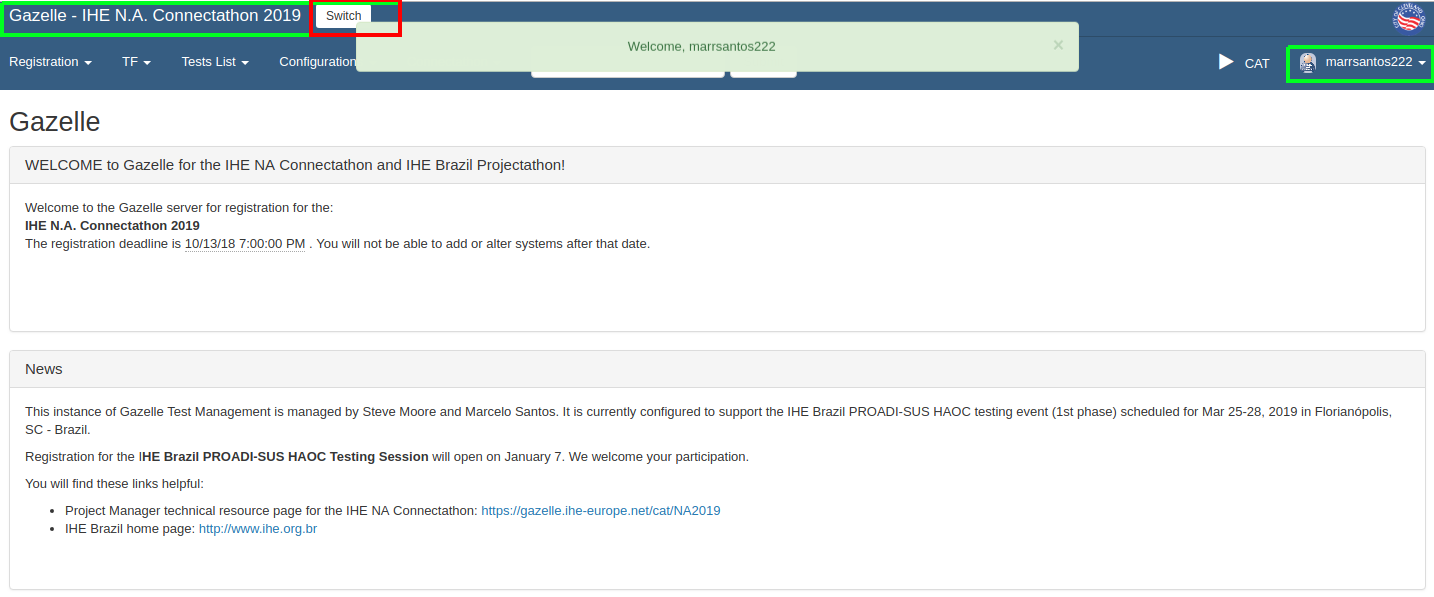 Gazelle - IHE N.A. Connectathon 2019 Switch
Welcome, marrsantos222 ×
Registration TF Tests List Configuration CAT marrsantos222
Gazelle
WELCOME to Gazelle for the IHE NA Connectathon and IHE Brazil Projectathon!
Welcome to the Gazelle server for registration for the:
IHE N.A. Connectathon 2019
The registration deadline is 10/13/18 7:00:00 PM . You will not be able to add or alter systems after that date.
News
This instance of Gazelle Test Management is managed by Steve Moore and Marcelo Santos. It is currently configured to support the IHE Brazil PROADI-SUS HAOC testing event (1st phase) scheduled for Mar 25-28, 2019 in Florianópolis,
SC - Brazil.
Registration for the IHE Brazil PROADI-SUS HAOC Testing Session will open on January 7. We welcome your participation.
You will find these links helpful:
• Project Manager technical resource page for the IHE NA Connectathon: https://gazelle.ihe-europe.net/cat/NA2019
• IHE Brazil home page: http://www.ihe.org.br